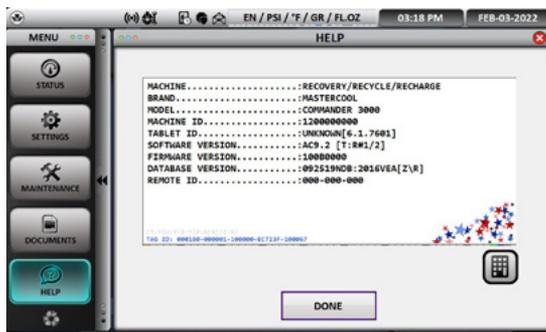 EN / PSI / °F / GR / FL.OZ
03:18 PM
FEB-03-2022
MENU
HELP
STATUS
SETTINGS
MAINTENANCE
DOCUMENTS
HELP
MACHINE......................:RECOVERY/RECYCLE/RECHARGE
BRAND........................:MASTERCOOL
MODEL........................:COMMANDER 3000
MACHINE ID...................:1200000000
TABLET ID....................:UNKNOWN[6.1.7601]
SOFTWARE VERSION.............:AC9.2 [T:R#1/2]
FIRMWARE VERSION.............:100B0000
DATABASE VERSION.............:092519NDB:2016VEA[Z\R]
REMOTE ID....................:000-000-000
DONE